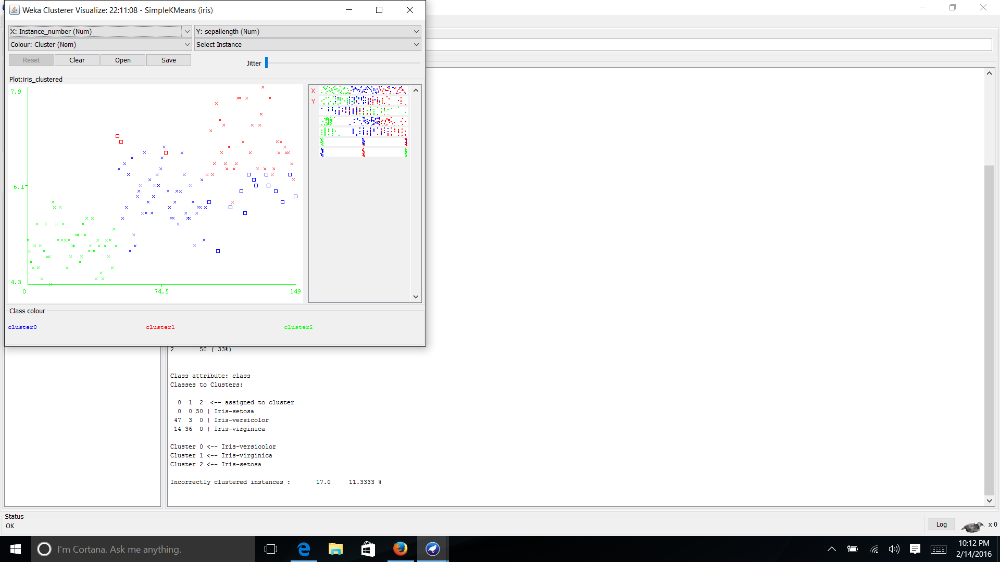 Weka Clusterer Visualize: 22:11:08 - SimpleKMeans (iris)
X: Instance_number (Num)
Y: sepallength (Num)
Colour: Cluster (Nom)
Select Instance
Reset
Clear
Open
Save
Jitter
Plot:iris_clustered
7.9
6.1
4.3
0
74.5
149
X
Y
Class colour
cluster0
cluster1
cluster2
2 50 ( 33%)
Class attribute: class
Classes to Clusters:
0 1 2 <-- assigned to cluster
0 0 50 | Iris-setosa
47 3 0 | Iris-versicolor
14 36 0 | Iris-virginica
Cluster 0 <-- Iris-versicolor
Cluster 1 <-- Iris-virginica
Cluster 2 <-- Iris-setosa
Incorrectly clustered instances : 17.0 11.3333 %
Status
OK
Log
x 0
I'm Cortana. Ask me anything.
10:12 PM
2/14/2016